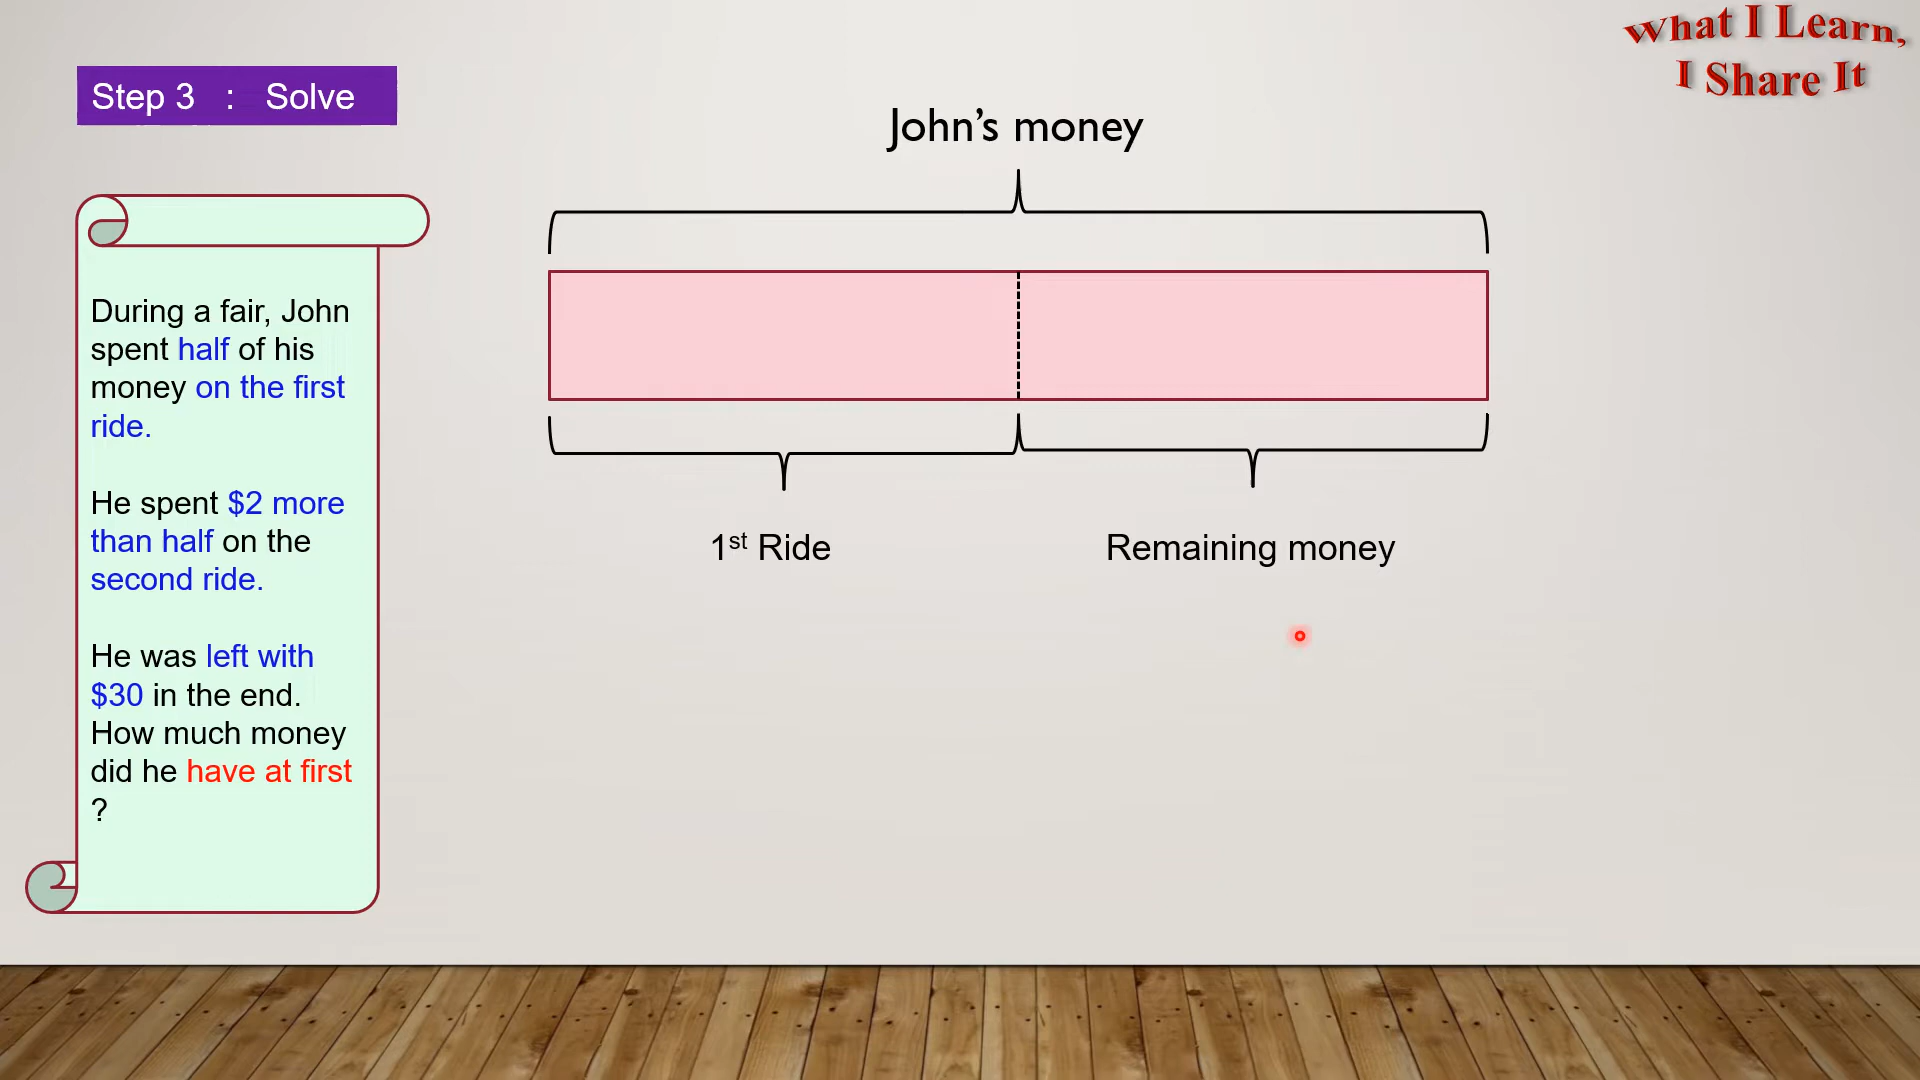 What I Learn,
I Share It
Step 3 : Solve
John's money
During a fair, John
spent half of his
money on the first
ride.
He spent $2 more
than half on the
second ride.
He was left with
$30 in the end.
How much money
did he have at first
?
1st Ride
Remaining money